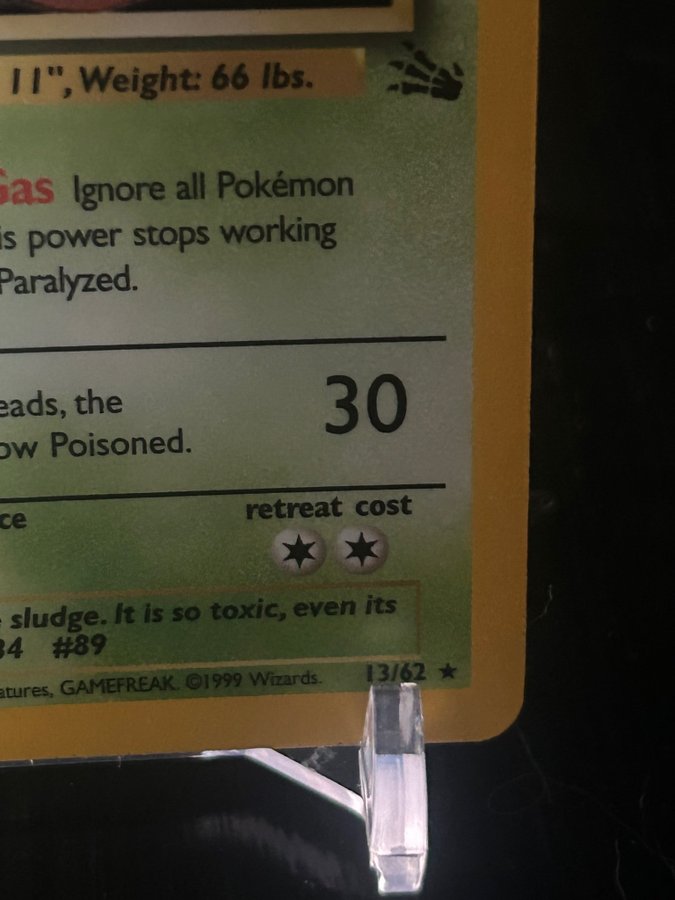 11", Weight: 66 lbs.
Gas Ignore all Pokémon
is power stops working
Paralyzed.
eads, the
30
ow Poisoned.
ce
retreat cost
sludge. It is so toxic, even its
34 #89
atures, GAMEFREAK. ©1999 Wizards.
13/62 ★